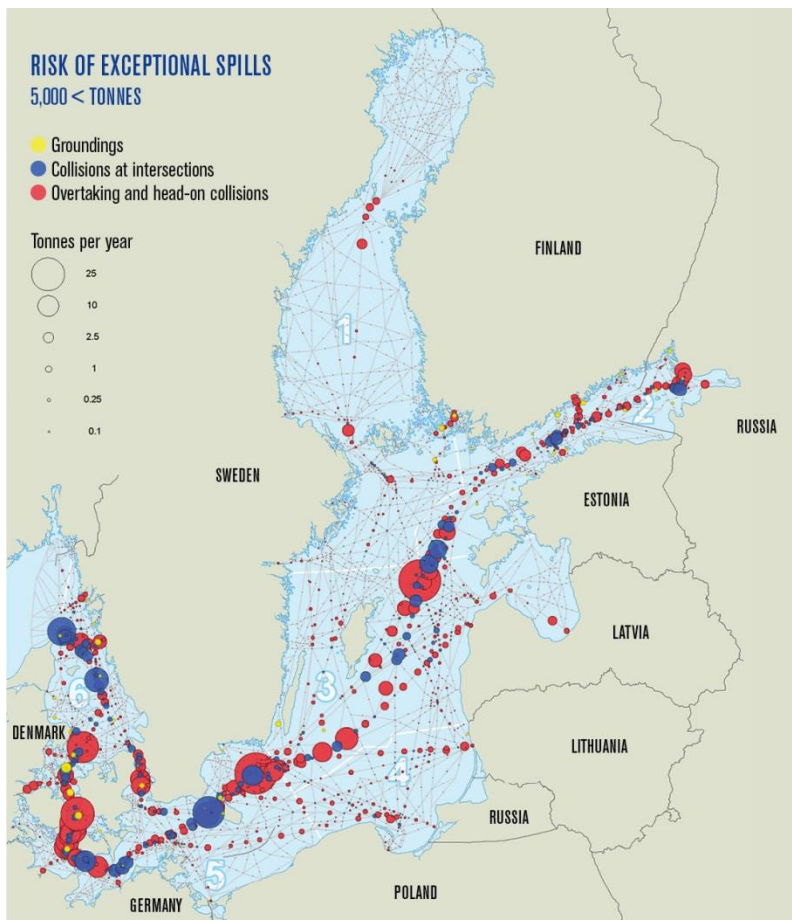 RISK OF EXCEPTIONAL SPILLS
5,000 < TONNES
Groundings
Collisions at intersections
Overtaking and head-on collisions
Tonnes per year
25
10
2.5
1
0.25
0.1
FINLAND
1
2
RUSSIA
SWEDEN
ESTONIA
LATVIA
3
6
DENMARK
LITHUANIA
4
RUSSIA
5
GERMANY
POLAND